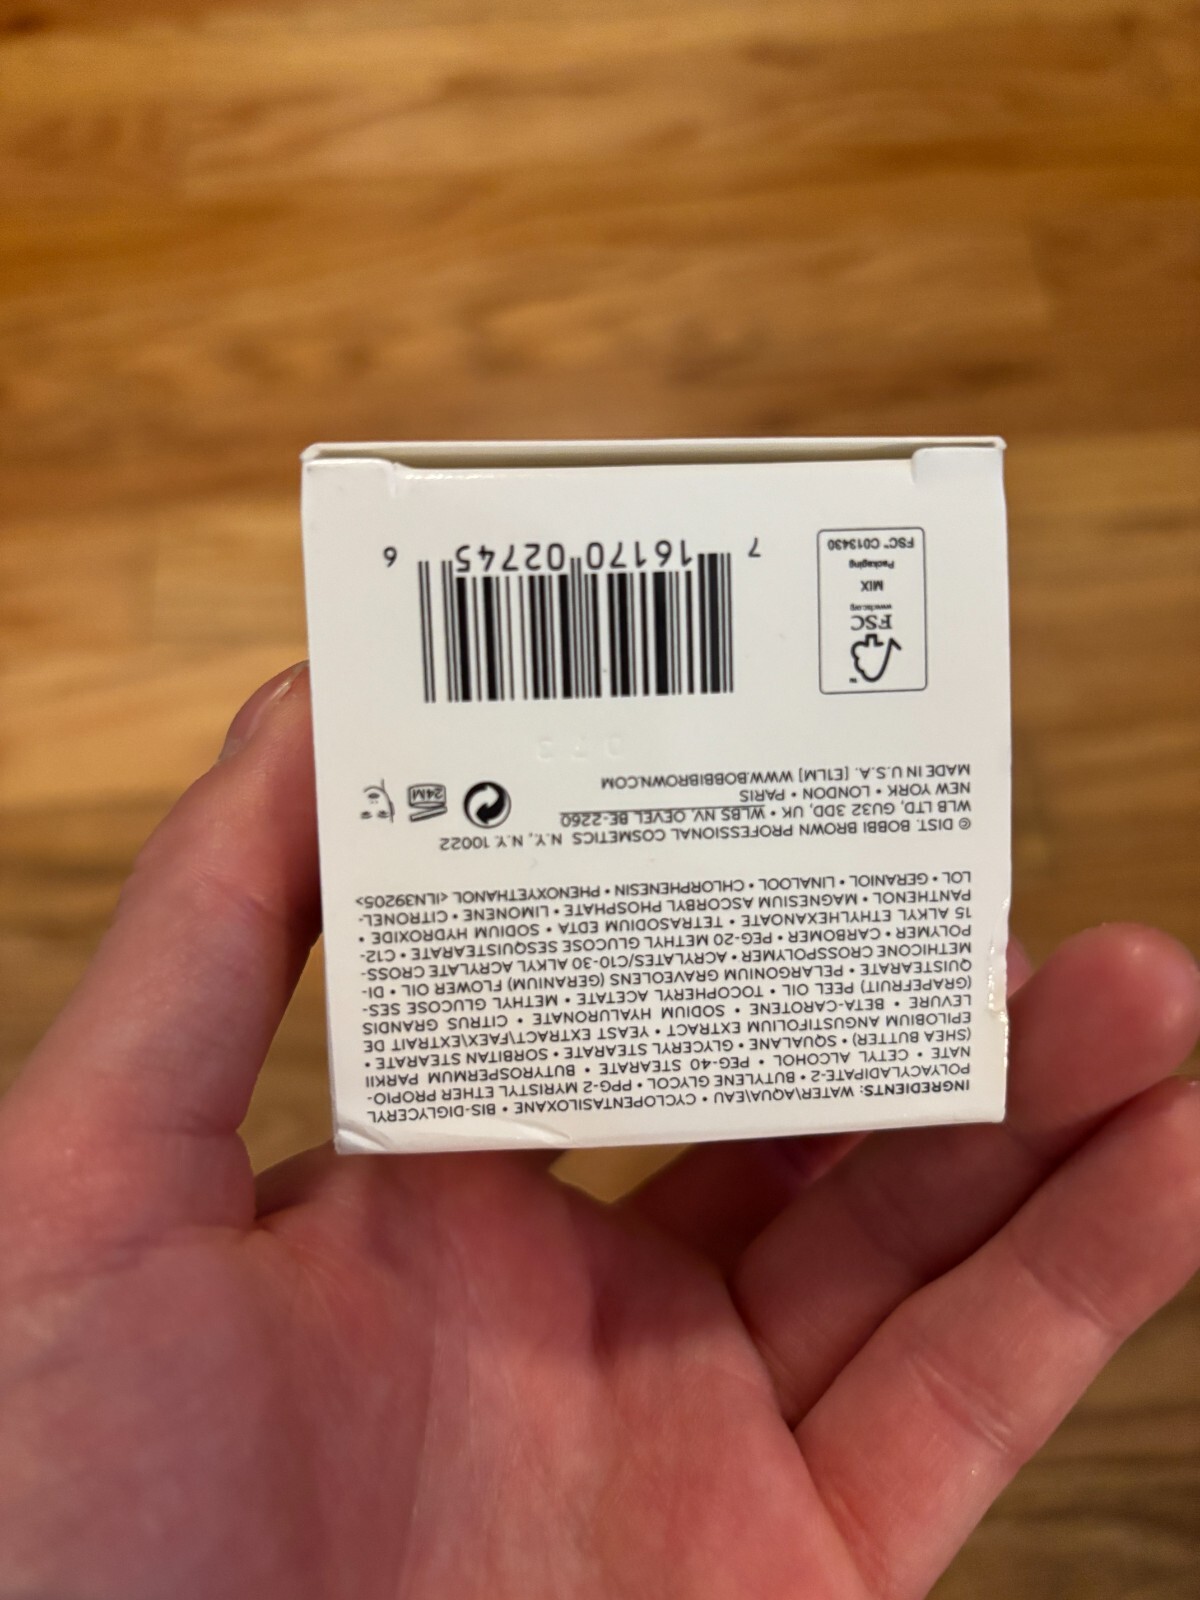 INGREDIENTS: WATER\AQUA\EAU • CYCLOPENTASILOXANE • BIS-DIGLYCERYL
POLYACYLADIPATE-2 • BUTYLENE GLYCOL • PPG-2 MYRISTYL ETHER PROPIO-
NATE • CETYL ALCOHOL • PEG-40 STEARATE • BUTYROSPERMUM PARKII
(SHEA BUTTER) • SQUALANE • GLYCERYL STEARATE • SORBITAN STEARATE •
EPILOBIUM ANGUSTIFOLIUM EXTRACT • YEAST EXTRACT\FAEX\EXTRAIT DE
LEVURE • BETA-CAROTENE • SODIUM HYALURONATE • CITRUS GRANDIS
(GRAPEFRUIT) PEEL OIL • TOCOPHERYL ACETATE • METHYL GLUCOSE SES-
QUISTEARATE • PELARGONIUM GRAVEOLENS (GERANIUM) FLOWER OIL • DI-
METHICONE CROSSPOLYMER • ACRYLATES/C10-30 ALKYL ACRYLATE CROSS-
POLYMER • CARBOMER • PEG-20 METHYL GLUCOSE SESQUISTEARATE • C12-
15 ALKYL ETHYLHEXANOATE • TETRASODIUM EDTA • SODIUM HYDROXIDE •
PANTHENOL • MAGNESIUM ASCORBYL PHOSPHATE • LIMONENE • CITRONEL-
LOL • GERANIOL • LINALOOL • CHLORPHENESIN • PHENOXYETHANOL <ILN39205>
© DIST. BOBBI BROWN PROFESSIONAL COSMETICS N.Y., N.Y. 10022
WLB LTD, GU32 3DD, UK • WLBS NV. OEVEL BE-2260
NEW YORK • LONDON • PARIS
MADE IN U.S.A. [E1LM] WWW.BOBBIBROWN.COM
24M
FSC
www.fsc.org
MIX
Packaging
FSC™ C013430
7 16170 02745 6